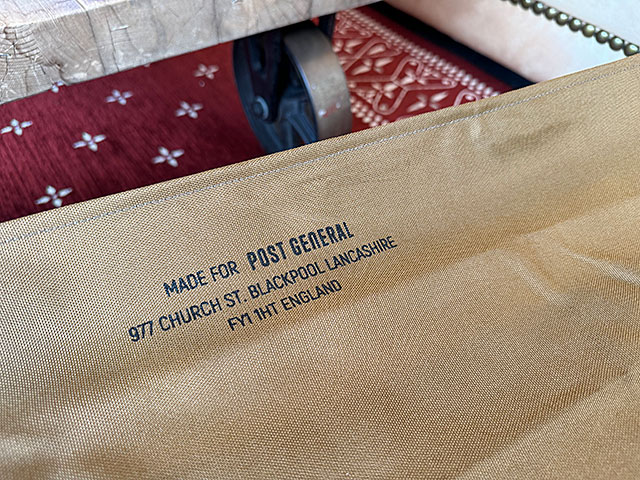 MADE FOR POST GENERAL
977 CHURCH ST. BLACKPOOL LANCASHIRE
FY1 1HT ENGLAND